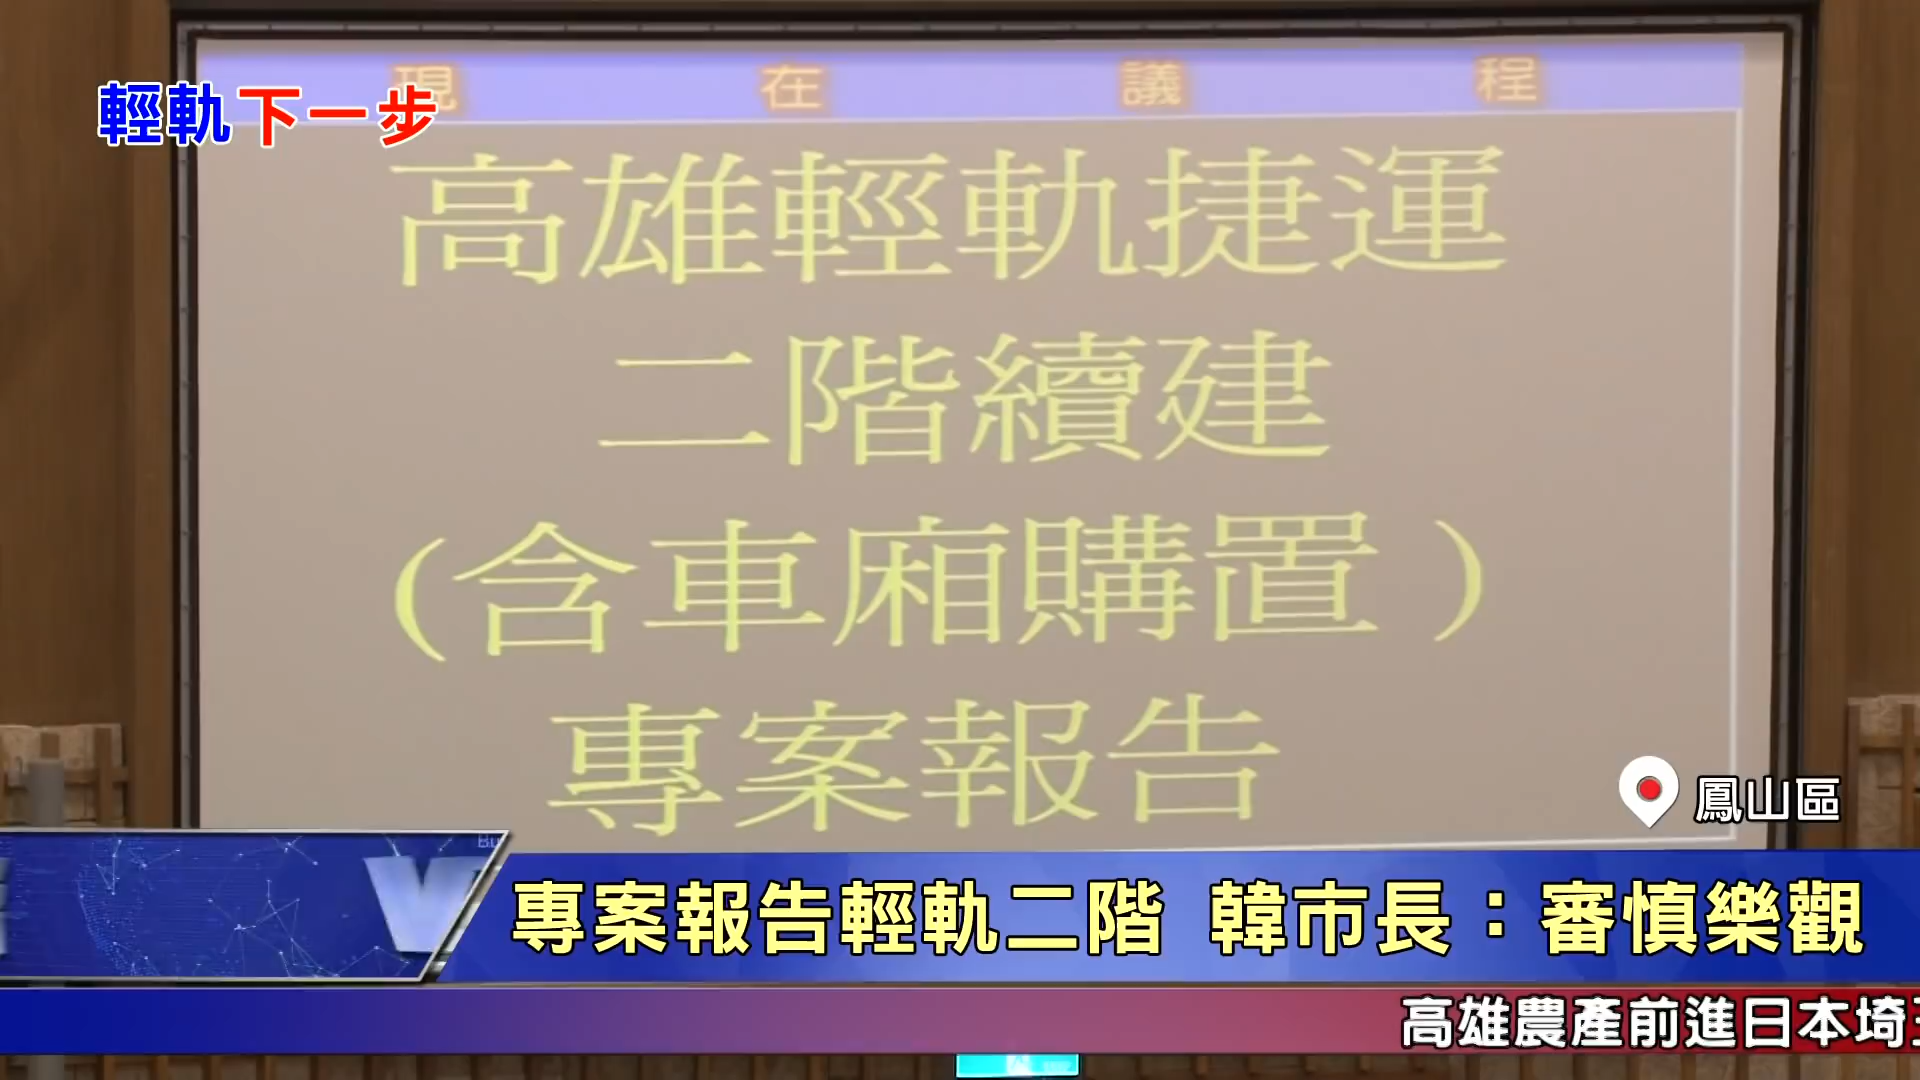 現在議程
輕軌下一步
高雄輕軌捷運
二階續建
(含車廂購置)
專案報告
鳳山區
專案報告輕軌二階 韓市長：審慎樂觀
高雄農產前進日本埼